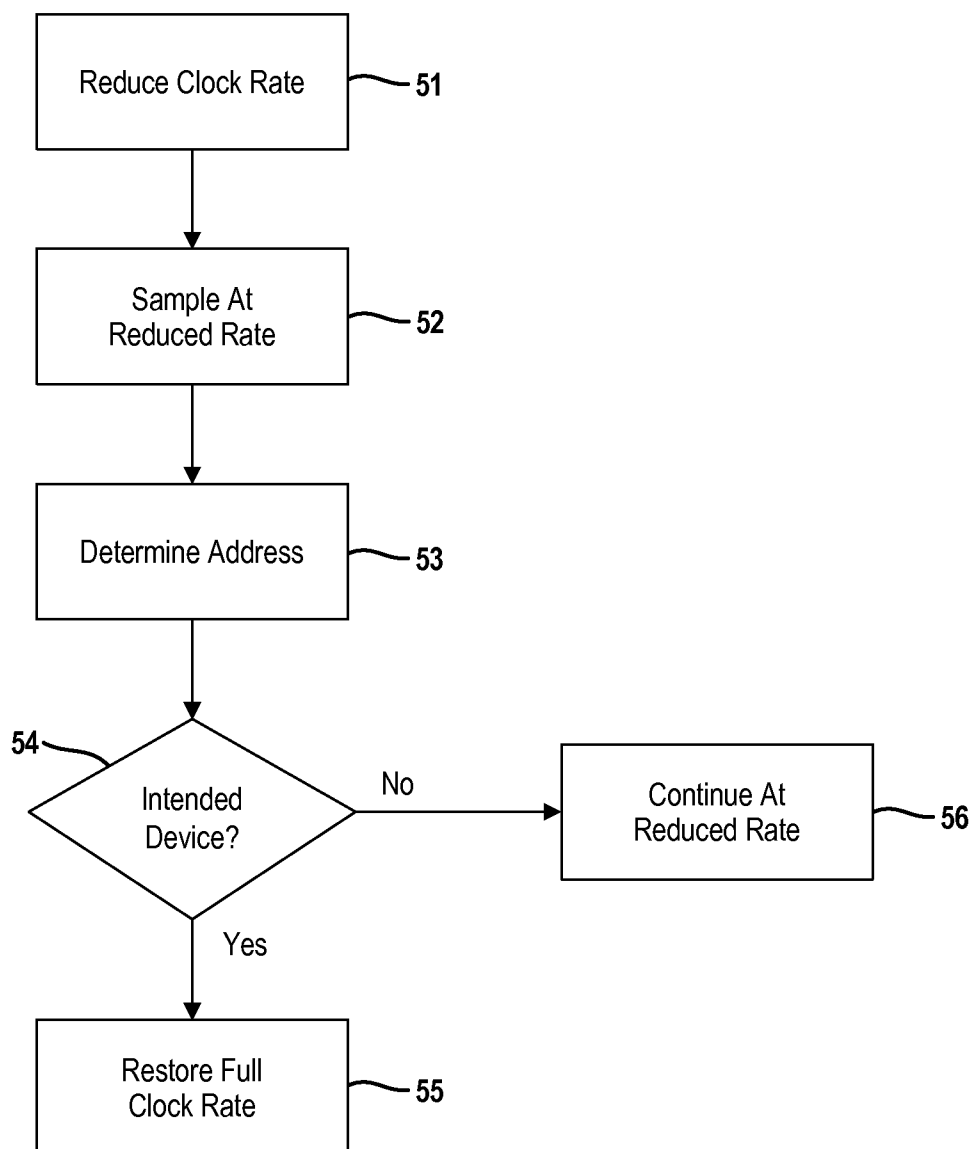 Reduce Clock Rate
51
Sample At
Reduced Rate
52
Determine Address
53
54
Intended
Device?
No
Continue At
Reduced Rate
56
Yes
Restore Full
Clock Rate
55